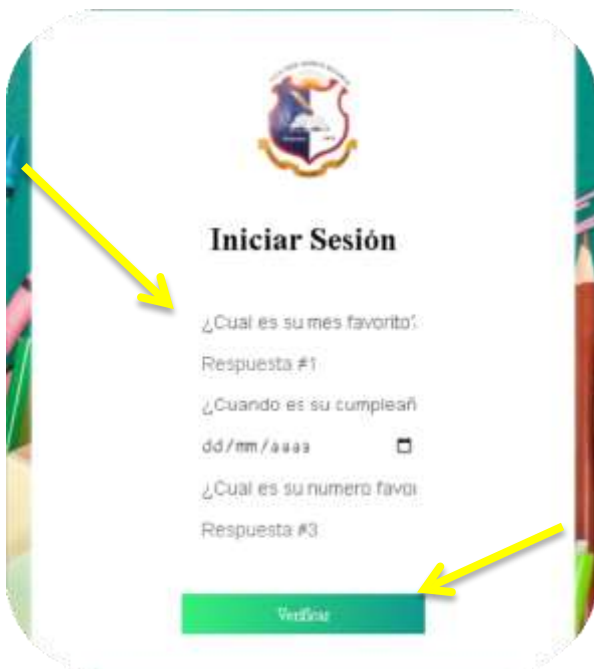 Iniciar Sesión
¿Cual es su mes favorito?
Respuesta #1
¿Cuando es su cumpleañ
dd/mm/aaaa
¿Cual es su numero favor
Respuesta #3
Verificar